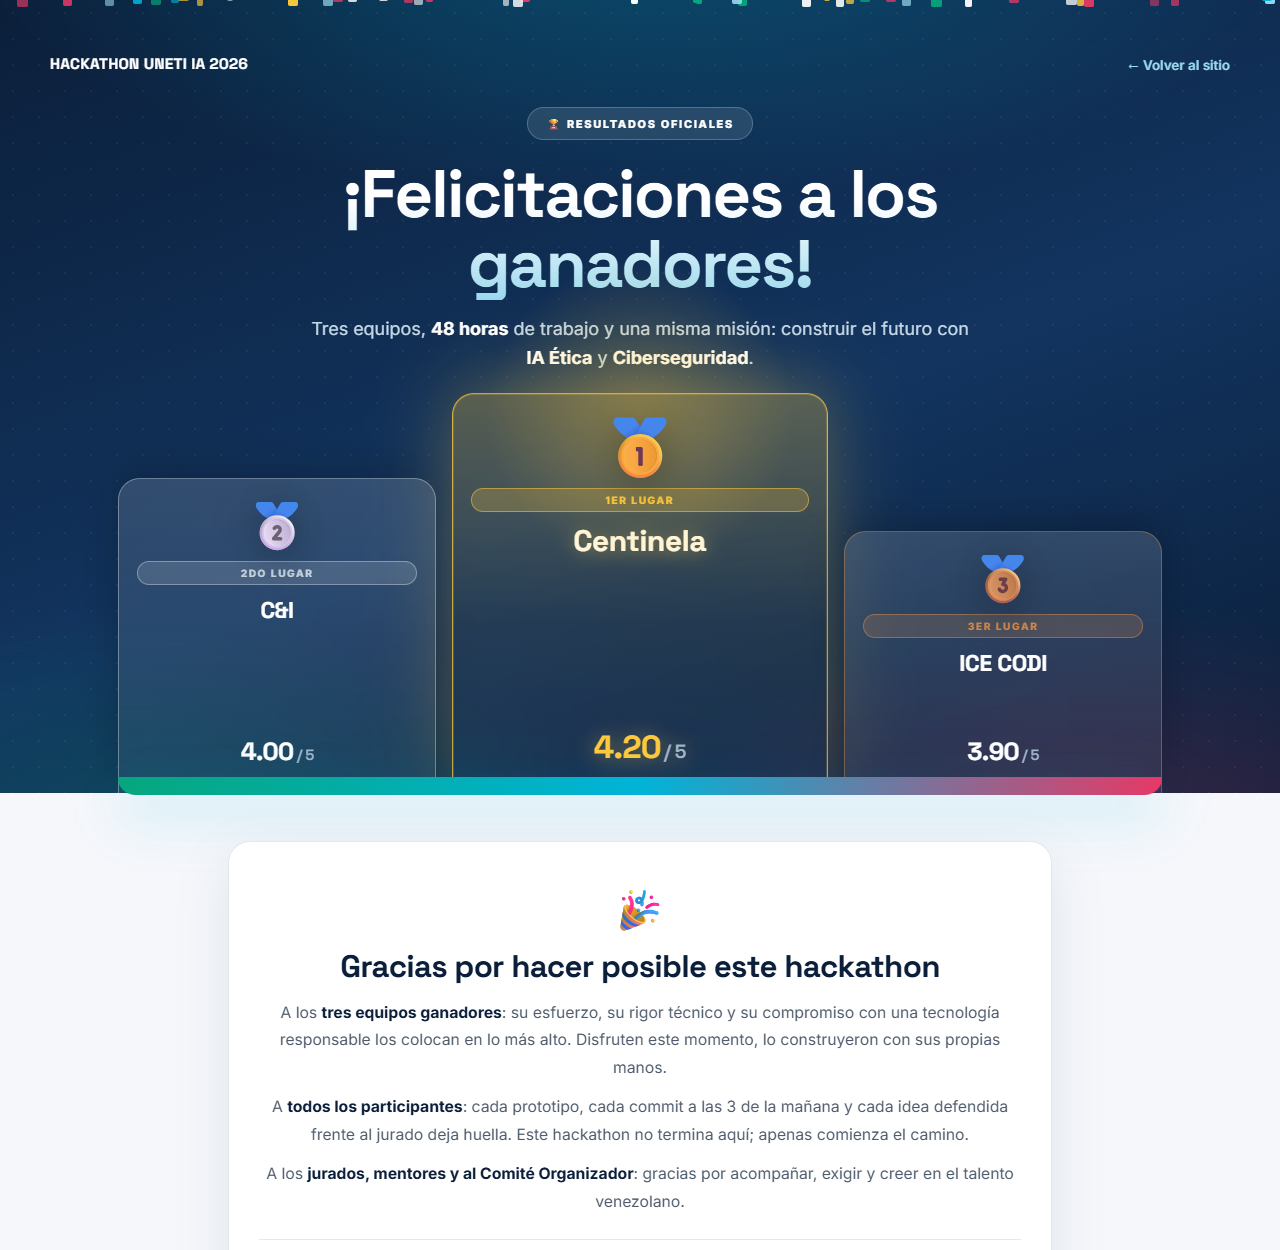 HACKATHON UNETI IA 2026
← Volver al sitio
🏆 RESULTADOS OFICIALES
¡Felicitaciones a los
ganadores!
Tres equipos, 48 horas de trabajo y una misma misión: construir el futuro con
IA Ética y Ciberseguridad.
1
1ER LUGAR
Centinela
4.20/5
2
2DO LUGAR
C&I
4.00/5
3
3ER LUGAR
ICE CODI
3.90/5
Gracias por hacer posible este hackathon
A los tres equipos ganadores: su esfuerzo, su rigor técnico y su compromiso con una tecnología
responsable los colocan en lo más alto. Disfruten este momento, lo construyeron con sus propias
manos.
A todos los participantes: cada prototipo, cada commit a las 3 de la mañana y cada idea defendida
frente al jurado deja huella. Este hackathon no termina aquí; apenas comienza el camino.
A los jurados, mentores y al Comité Organizador: gracias por acompañar, exigir y creer en el talento
venezolano.